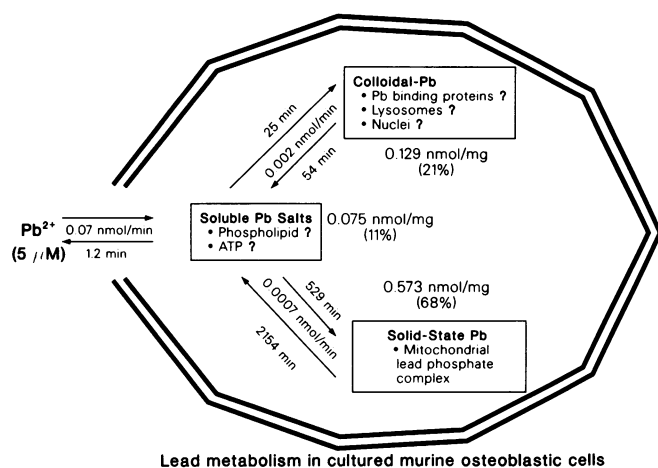 Colloidal-Pb
• Pb binding proteins ?
• Lysosomes ?
• Nuclei ?
25 min
0.002 nmol/min
54 min
0.129 nmol/mg
(21%)
Pb²⁺
(5 μM)
0.07 nmol/min
1.2 min
Soluble Pb Salts
• Phospholipid ?
• ATP ?
0.075 nmol/mg
(11%)
529 min
0.0007 nmol/min
2154 min
0.573 nmol/mg
(68%)
Solid-State Pb
• Mitochondrial
lead phosphate
complex
Lead metabolism in cultured murine osteoblastic cells